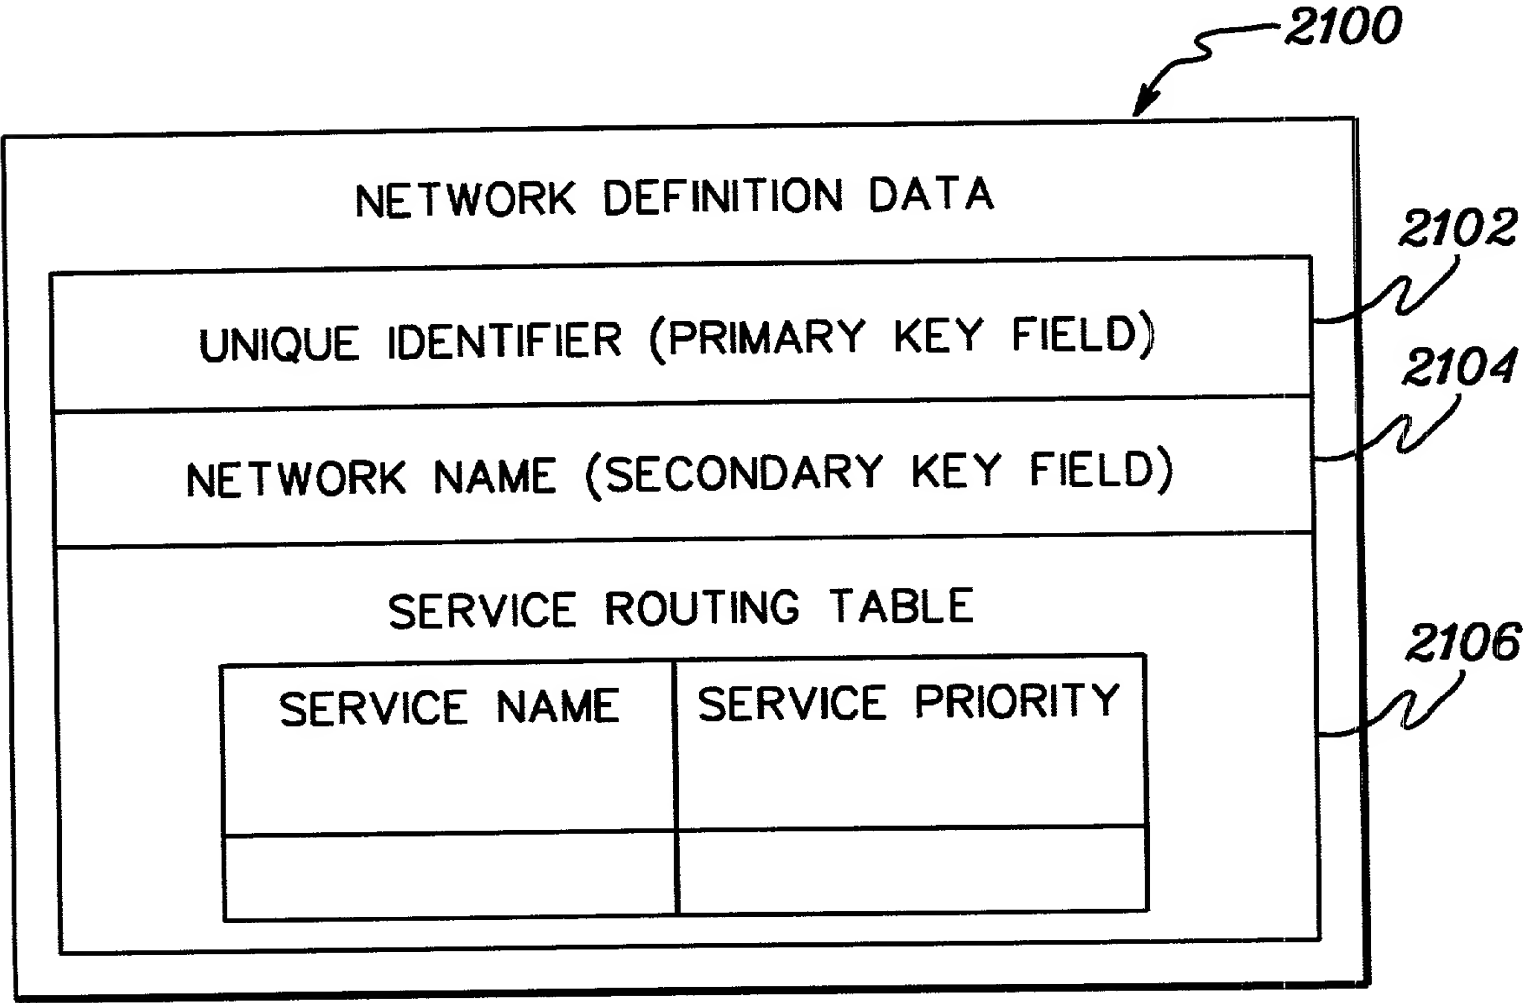 2100
NETWORK DEFINITION DATA
2102
UNIQUE IDENTIFIER (PRIMARY KEY FIELD)
2104
NETWORK NAME (SECONDARY KEY FIELD)
SERVICE ROUTING TABLE
2106
SERVICE NAME SERVICE PRIORITY